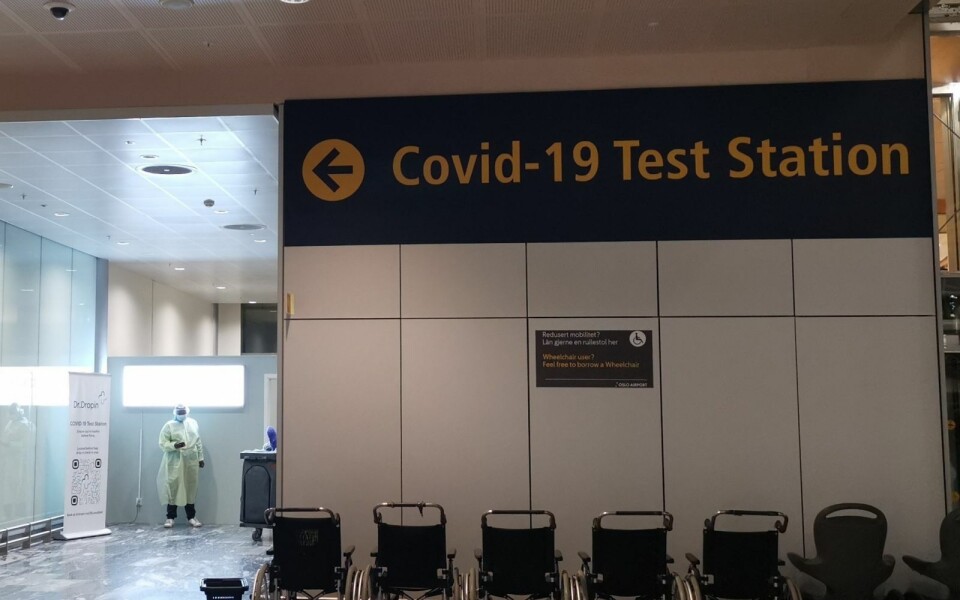 Covid-19 Test Station
Redusert mobilitet?
Lån gjerne en rullestol her
Wheelchair user?
Feel free to borrow a Wheelchair
OSLO AIRPORT
Dr.Dropin
COVID-19 Test Stasjon